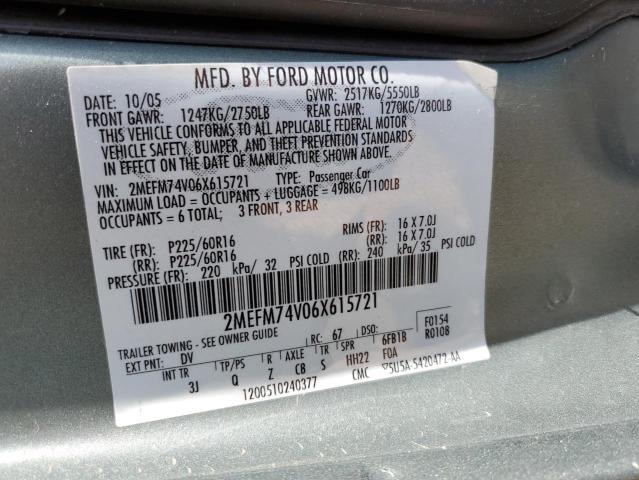 MFD. BY FORD MOTOR CO.
DATE: 10/05 GVWR: 2517KG/5550LB
FRONT GAWR: 1247KG/2750LB REAR GAWR: 1270KG/2800LB
THIS VEHICLE CONFORMS TO ALL APPLICABLE FEDERAL MOTOR
VEHICLE SAFETY, BUMPER, AND THEFT PREVENTION STANDARDS
IN EFFECT ON THE DATE OF MANUFACTURE SHOWN ABOVE.
VIN: 2MEFM74V06X615721 TYPE: Passenger Car
MAXIMUM LOAD = OCCUPANTS + LUGGAGE = 498KG/1100LB
OCCUPANTS = 6 TOTAL; 3 FRONT, 3 REAR
TIRE (FR): P225/60R16 RIMS (FR): 16 X 7.0J
(RR): P225/60R16 (RR): 16 X 7.0J
PRESSURE (FR): 220 kPa/ 32 PSI COLD (RR): 240 kPa/ 35 PSI COLD
2MEFM74V06X615721
TRAILER TOWING - SEE OWNER GUIDE RC: 67 DSO: F0154
EXT PNT: DV 6FB1B R0108
INT TR TP/PS R AXLE TR SPR F0A
3J Q Z CB S HH22
1200510240377 CMC 5U5A-5420472-AA